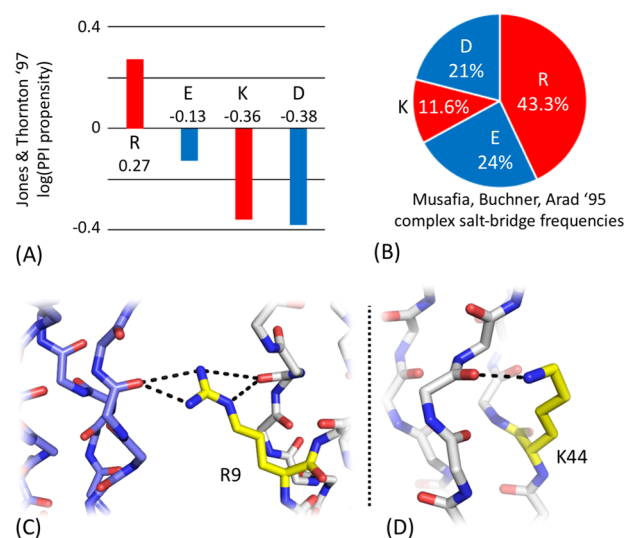 Jones & Thornton ‘97
log(PPI propensity)
0.4
0
-0.4
R
0.27
E
-0.13
K
-0.36
D
-0.38
(A)
D
21%
R
43.3%
K
11.6%
E
24%
Musafia, Buchner, Arad ‘95
complex salt-bridge frequencies
(B)
R9
(C)
K44
(D)